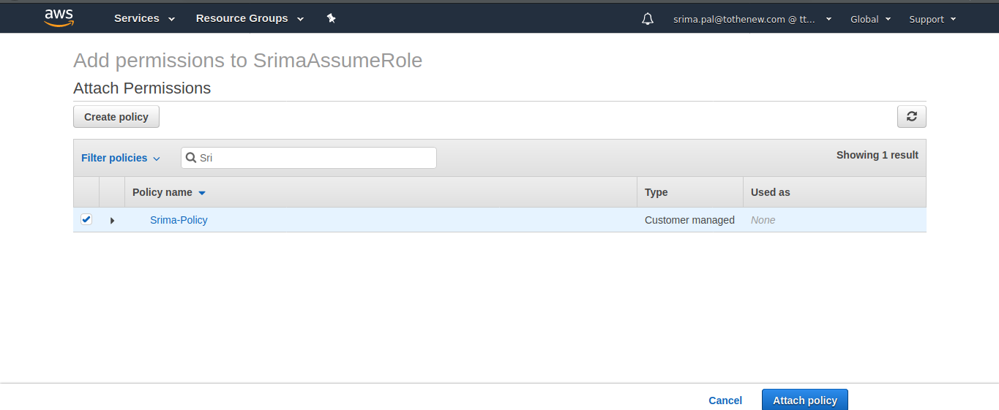 aws Services Resource Groups srima.pal@tothenew.com @ tt... Global Support
Add permissions to SrimaAssumeRole
Attach Permissions
Create policy
Filter policies Sri Showing 1 result
Policy name Type Used as
Srima-Policy Customer managed None
Cancel Attach policy